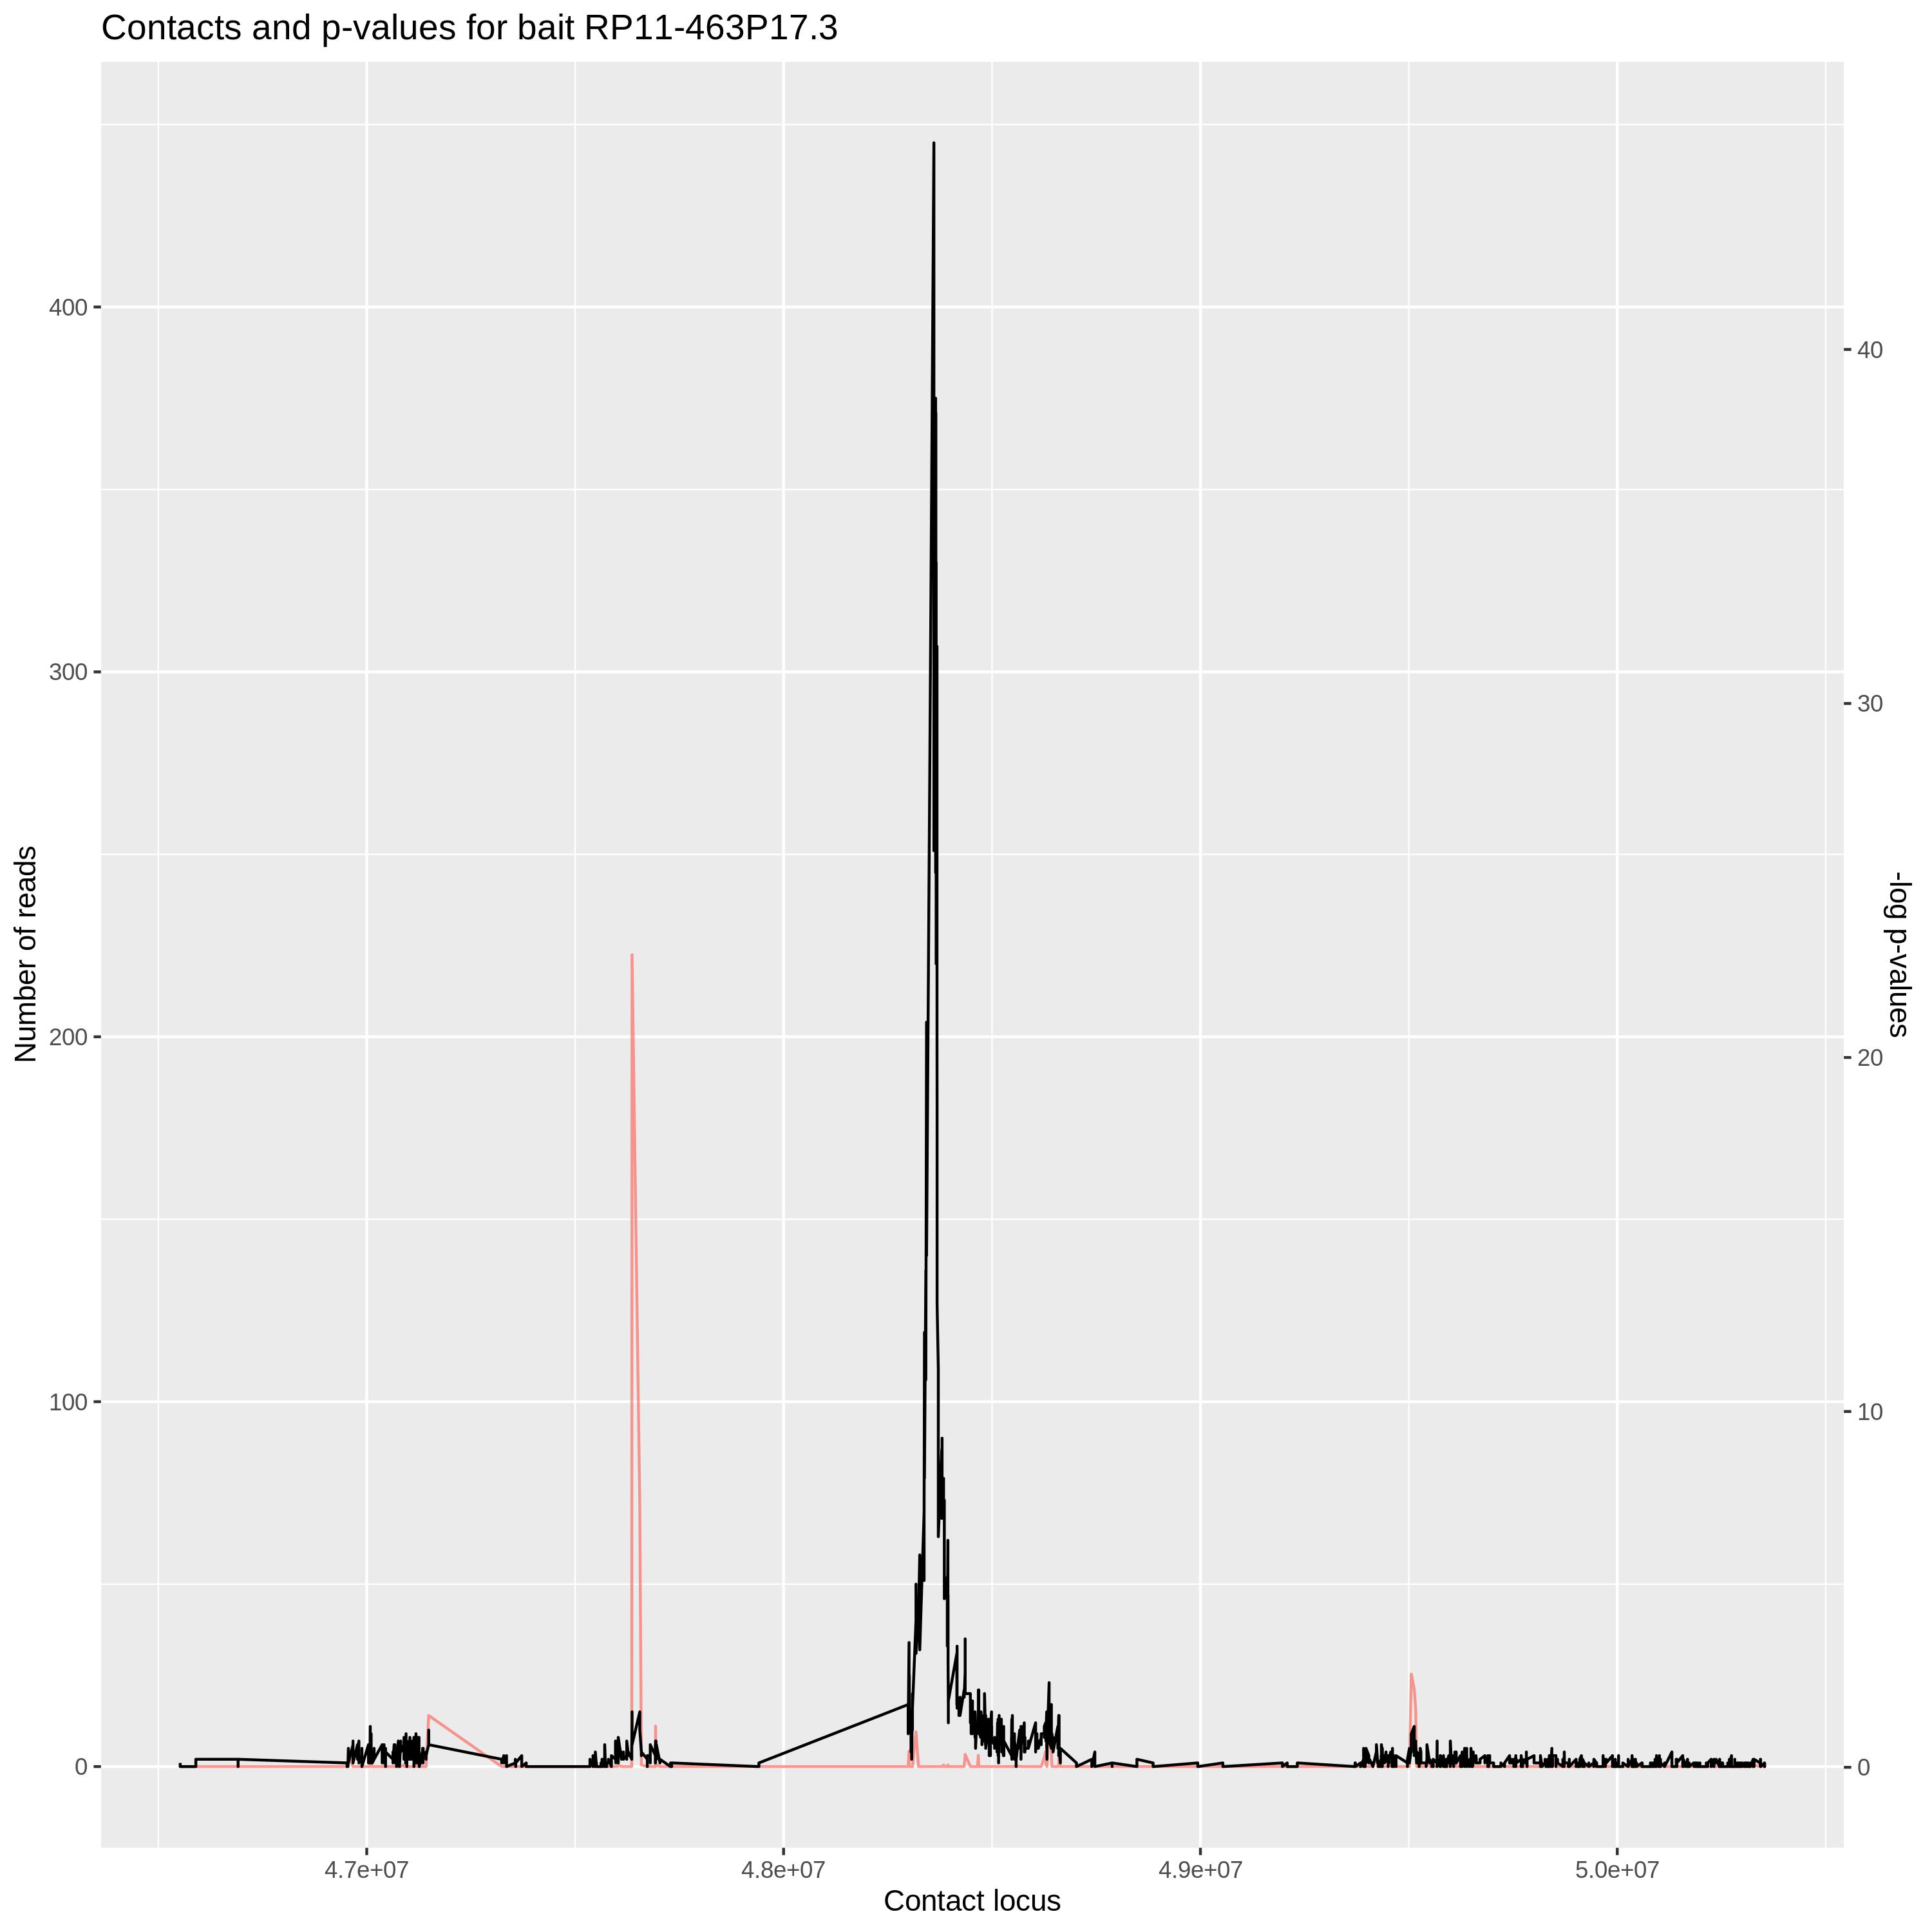 Contacts and p-values for bait RP11-463P17.3
400
300
200
100
0
Number of reads
40
30
20
10
0
-log p-values
4.7e+07
4.8e+07
4.9e+07
5.0e+07
Contact locus